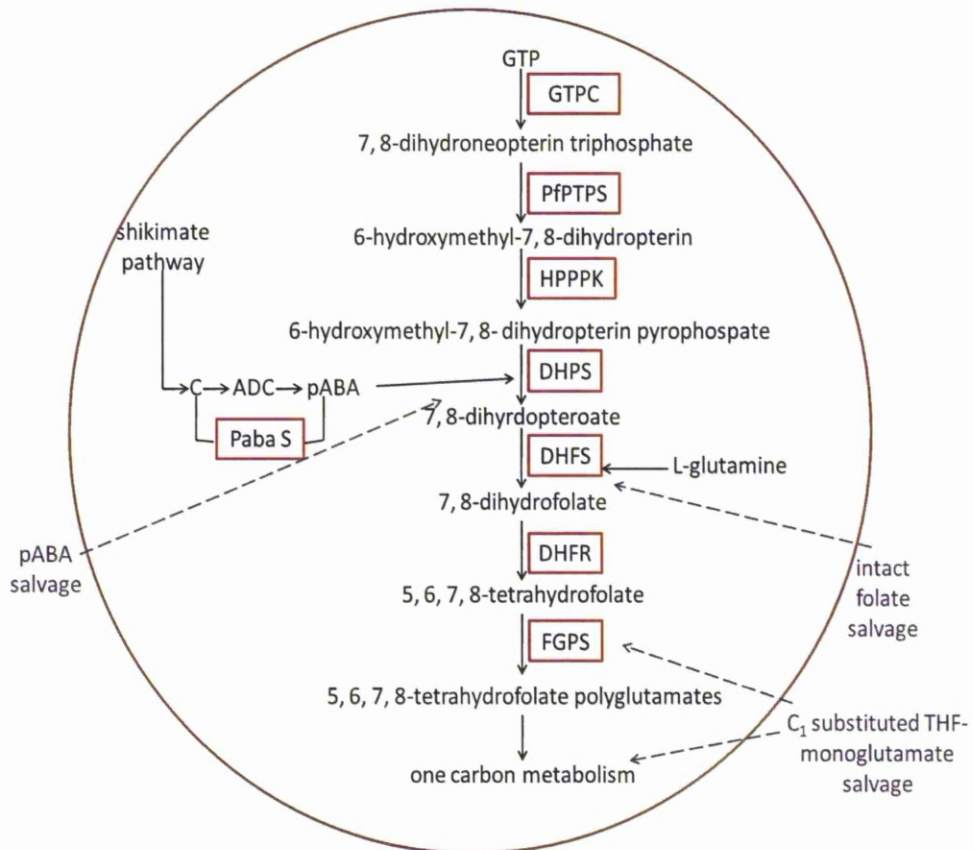 GTP
GTPC
7, 8-dihydroneopterin triphosphate
PfPTPS
shikimate
pathway
6-hydroxymethyl-7, 8-dihydropterin
HPPPK
6-hydroxymethyl-7, 8- dihydropterin pyrophospate
C ADC pABA
DHPS
7, 8-dihyrdopteroate
Paba S
DHFS
L-glutamine
7, 8-dihydrofolate
pABA
salvage
DHFR
intact
folate
salvage
5, 6, 7, 8-tetrahydrofolate
FGPS
5, 6, 7, 8-tetrahydrofolate polyglutamates
C₁ substituted THF-
monoglutamate
salvage
one carbon metabolism